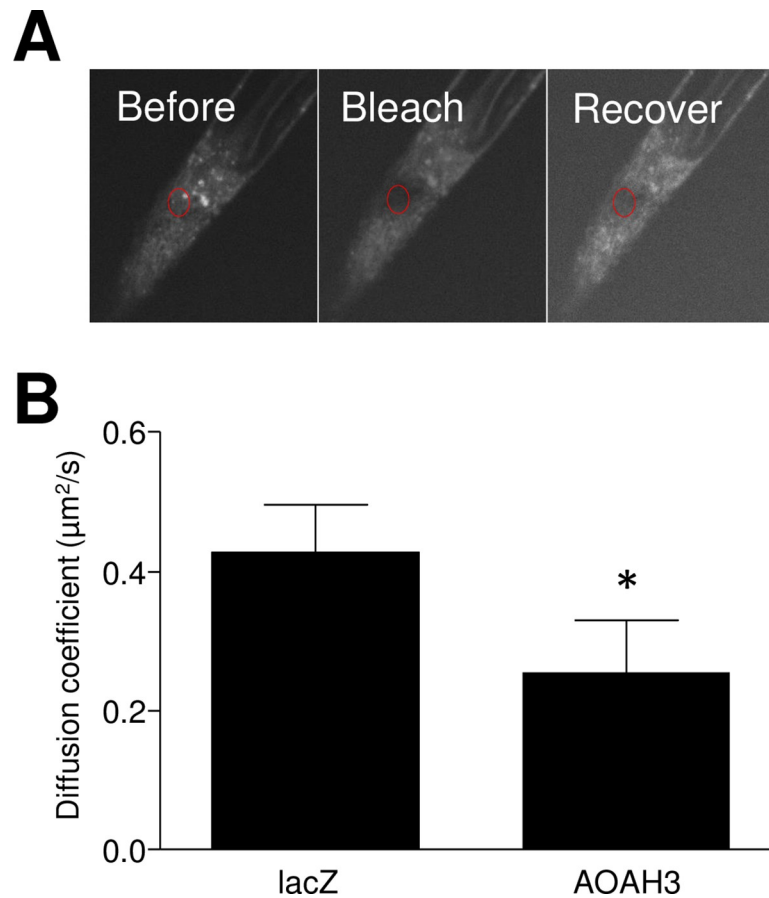 A
Before Bleach Recover
B
Diffusion coefficient (µm²/s)
0.6
0.4
0.2
0.0
*
lacZ AOAH3